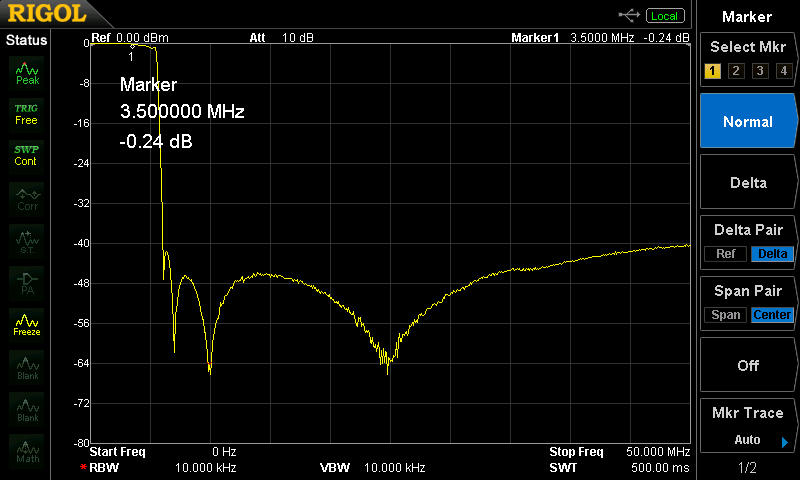 RIGOL
Local
Marker
Status
Ref 0.00 dBm Att 10 dB Marker1 3.5000 MHz -0.24 dB
Select Mkr
1 2 3 4
Peak
TRIG
Free
SWP
Cont
Corr
S.T.
PA
Freeze
Blank
Blank
Math
0
-8
-16
-24
-32
-40
-48
-56
-64
-72
-80
1
Marker
3.500000 MHz
-0.24 dB
Normal
Delta
Delta Pair
Ref Delta
Span Pair
Span Center
Off
Mkr Trace
Auto
1/2
Start Freq 0 Hz Stop Freq 50.000 MHz
RBW 10.000 kHz VBW 10.000 kHz SWT 500.00 ms